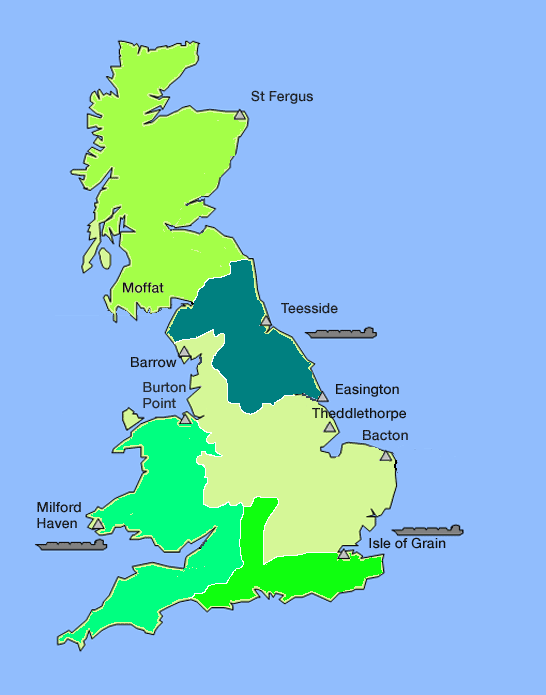 St Fergus
Moffat
Teesside
Barrow
Burton
Point
Easington
Theddlethorpe
Bacton
Milford
Haven
Isle of Grain